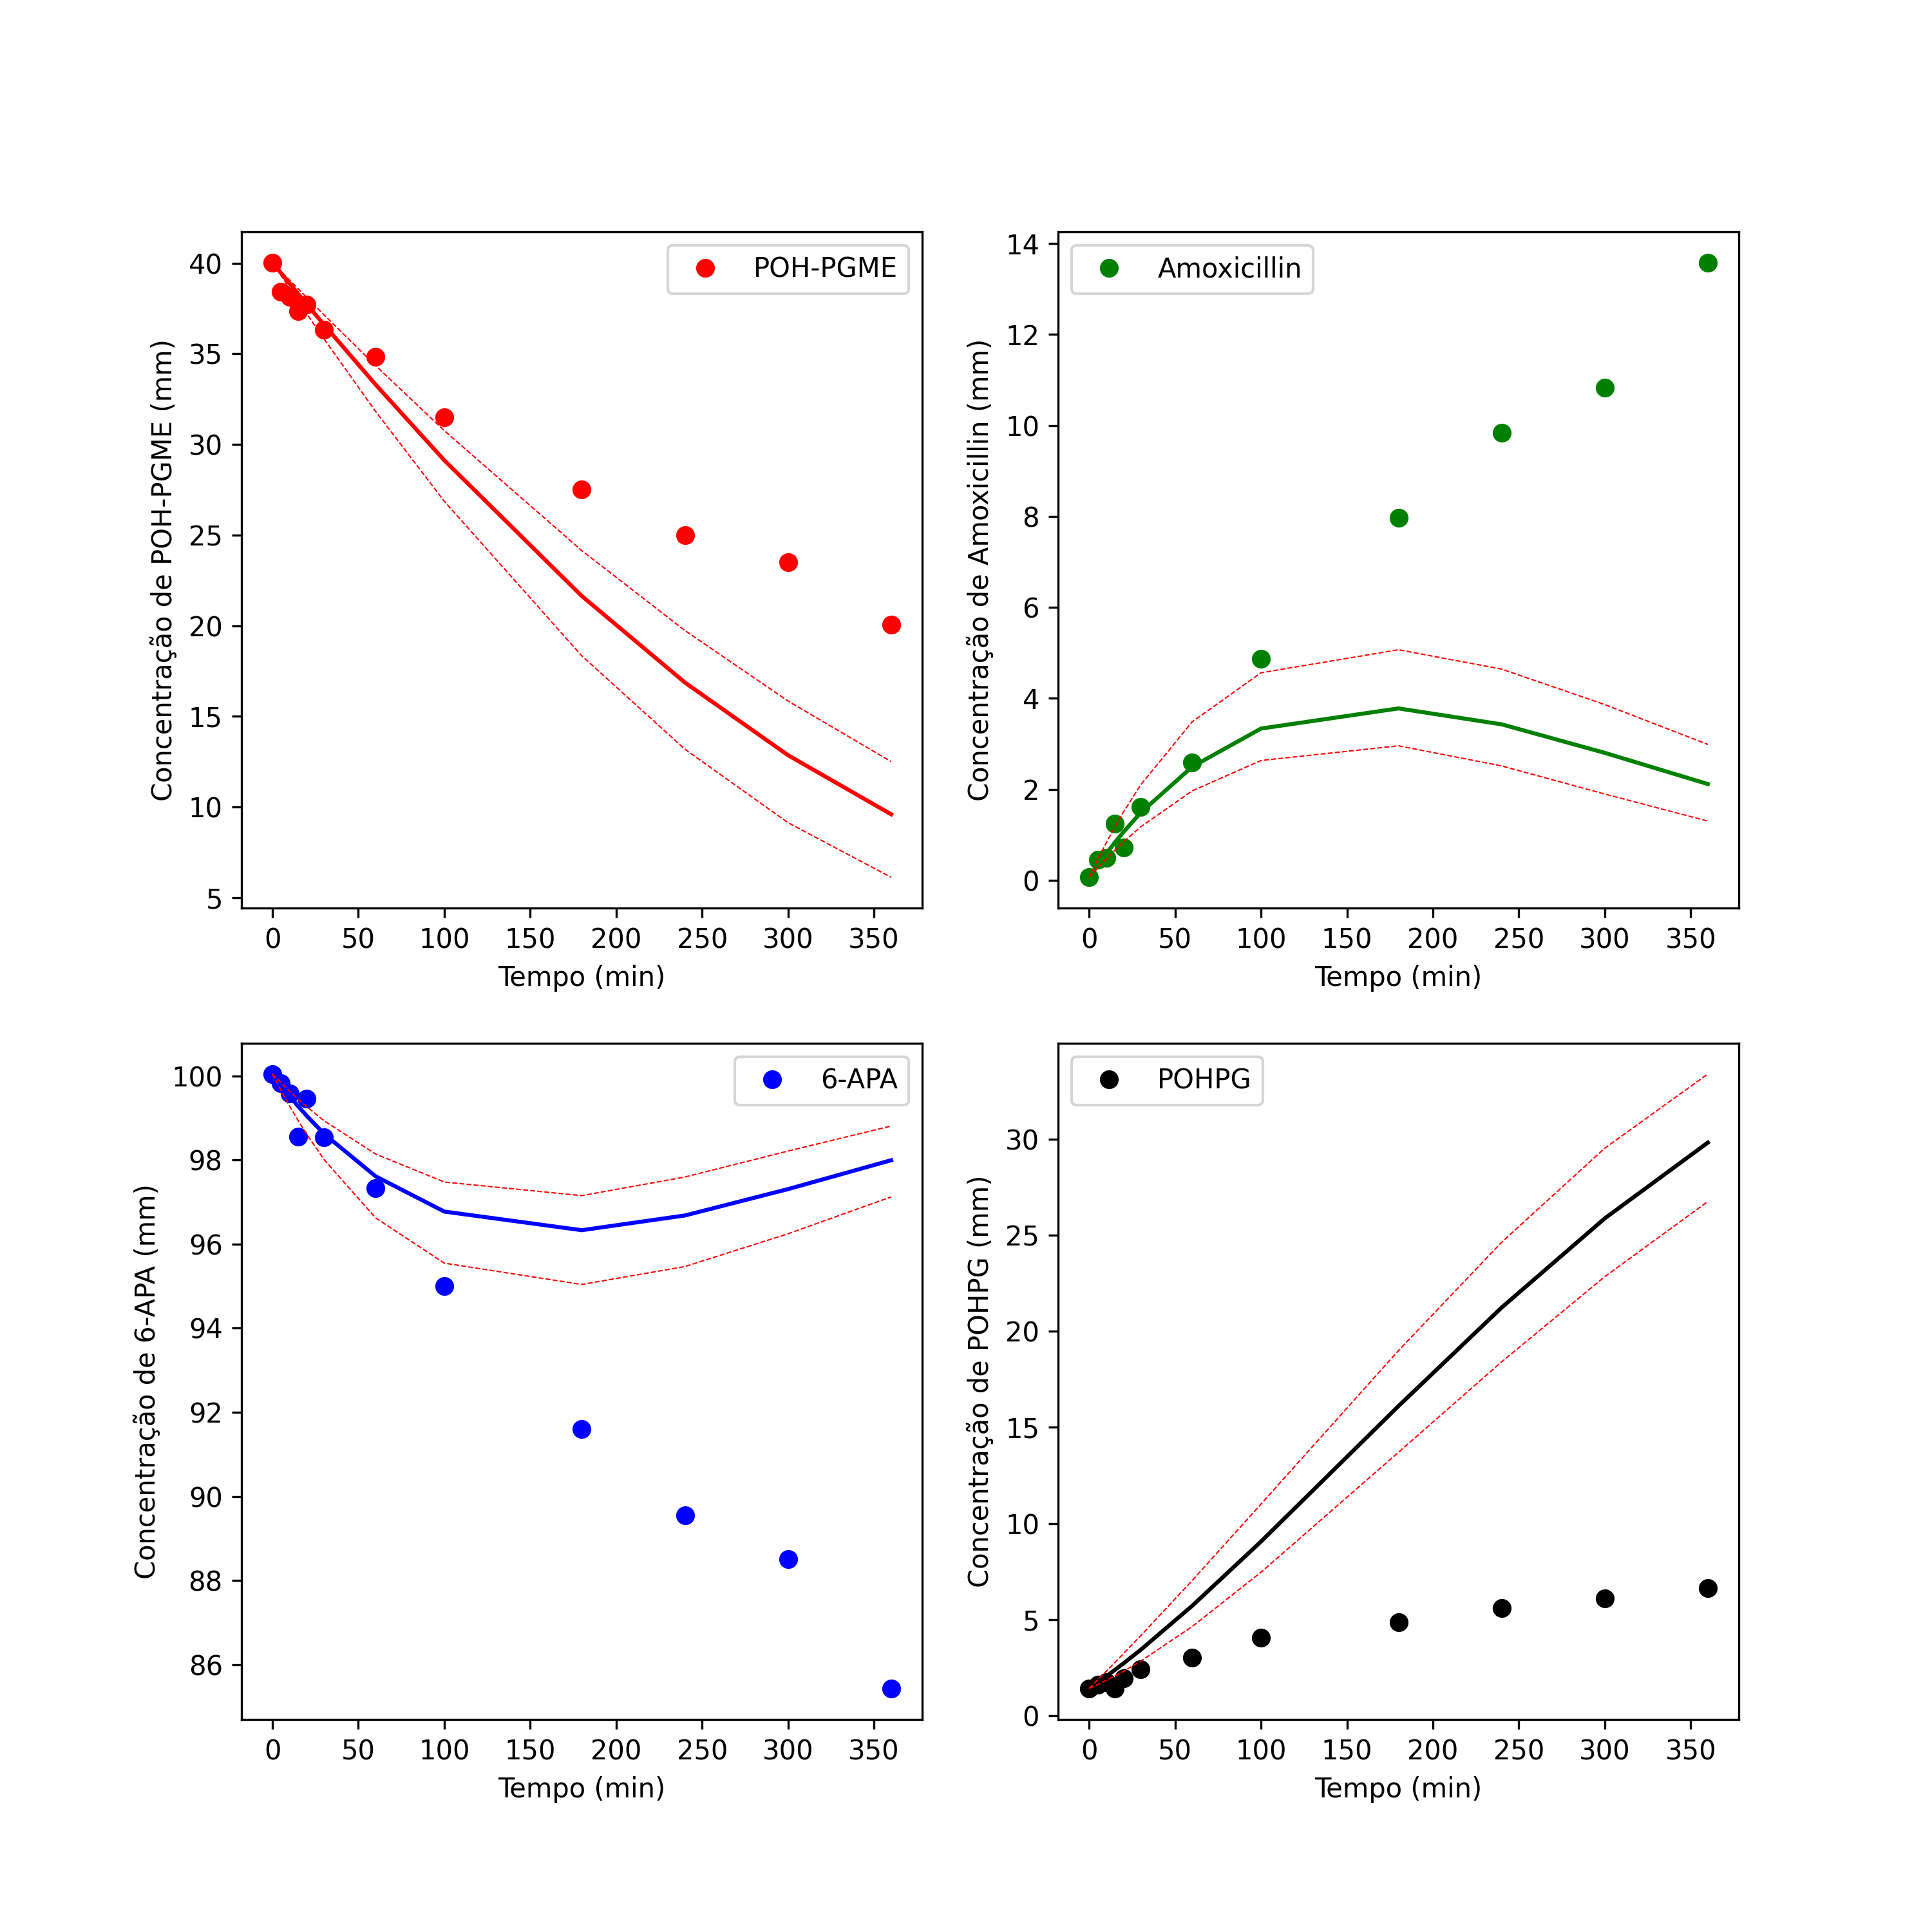 POH-PGME
40
35
30
25
20
15
10
5
Concentração de POH-PGME (mm)
0 50 100 150 200 250 300 350
Tempo (min)
Amoxicillin
14
12
10
8
6
4
2
0
Concentração de Amoxicillin (mm)
0 50 100 150 200 250 300 350
Tempo (min)
6-APA
100
98
96
94
92
90
88
86
Concentração de 6-APA (mm)
0 50 100 150 200 250 300 350
Tempo (min)
POHPG
30
25
20
15
10
5
0
Concentração de POHPG (mm)
0 50 100 150 200 250 300 350
Tempo (min)